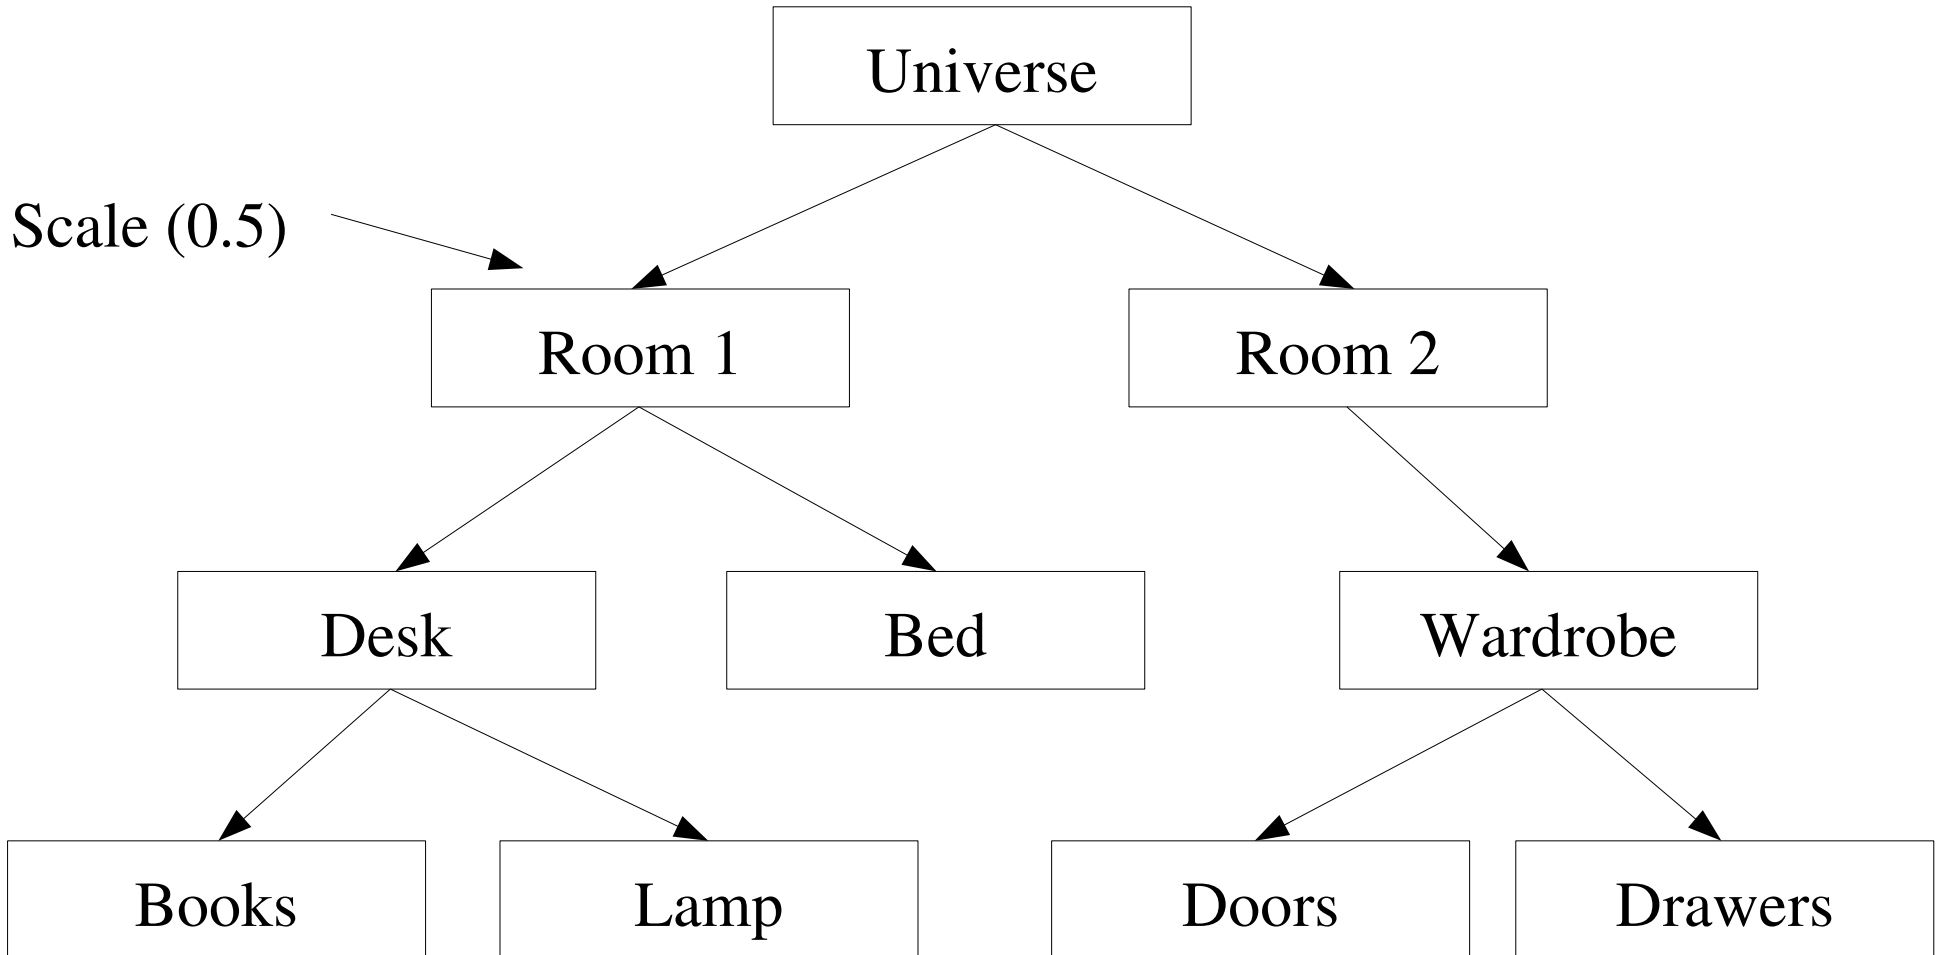 Universe
Scale (0.5)
Room 1
Room 2
Desk
Bed
Wardrobe
Books
Lamp
Doors
Drawers